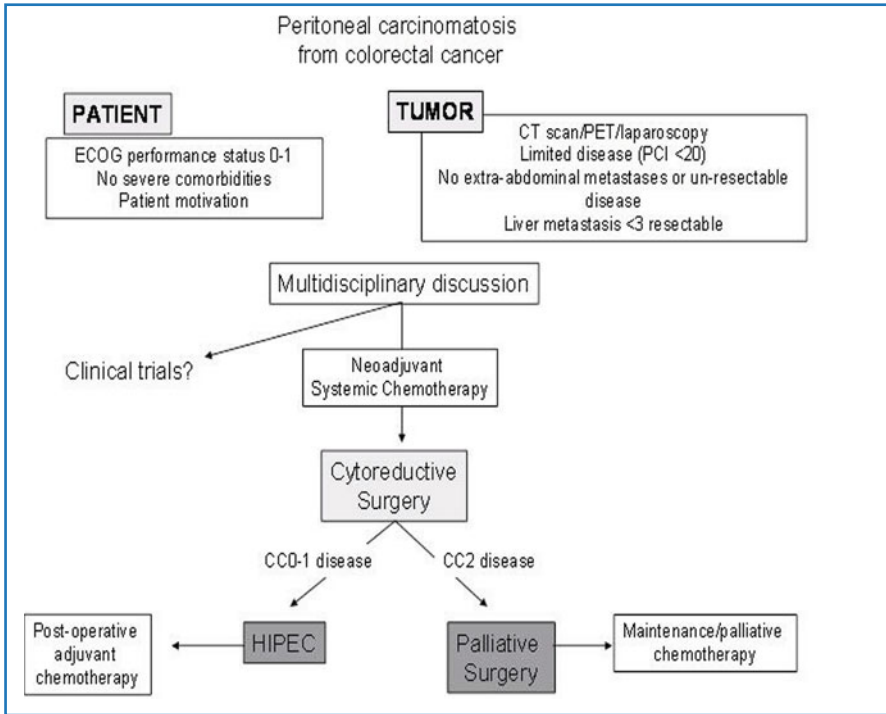 Peritoneal carcinomatosis
from colorectal cancer
PATIENT
ECOG performance status 0-1
No severe comorbidities
Patient motivation
TUMOR
CT scan/PET/laparoscopy
Limited disease (PCI <20)
No extra-abdominal metastases or un-resectable
disease
Liver metastasis <3 resectable
Multidisciplinary discussion
Clinical trials?
Neoadjuvant
Systemic Chemotherapy
Cytoreductive
Surgery
CC0-1 disease
CC2 disease
Post-operative
adjuvant
chemotherapy
HIPEC
Palliative
Surgery
Maintenance/palliative
chemotherapy